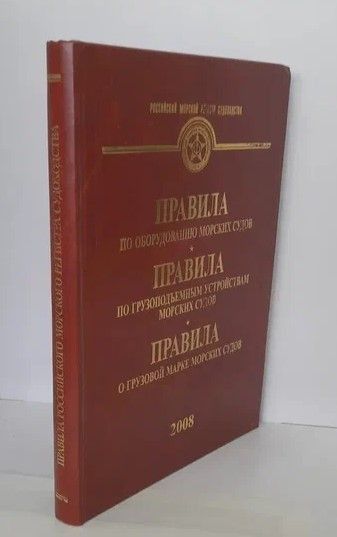 РОССИЙСКИЙ МОРСКОЙ РЕГИСТР СУДОХОДСТВА
ПРАВИЛА
ПО ОБОРУДОВАНИЮ МОРСКИХ СУДОВ
ПРАВИЛА
ПО ГРУЗОПОДЪЕМНЫМ УСТРОЙСТВАМ
МОРСКИХ СУДОВ
ПРАВИЛА
О ГРУЗОВОЙ МАРКЕ МОРСКИХ СУДОВ
2008
ПРАВИЛА РОССИЙСКОГО МОРСКОГО РЕГИСТРА СУДОХОДСТВА